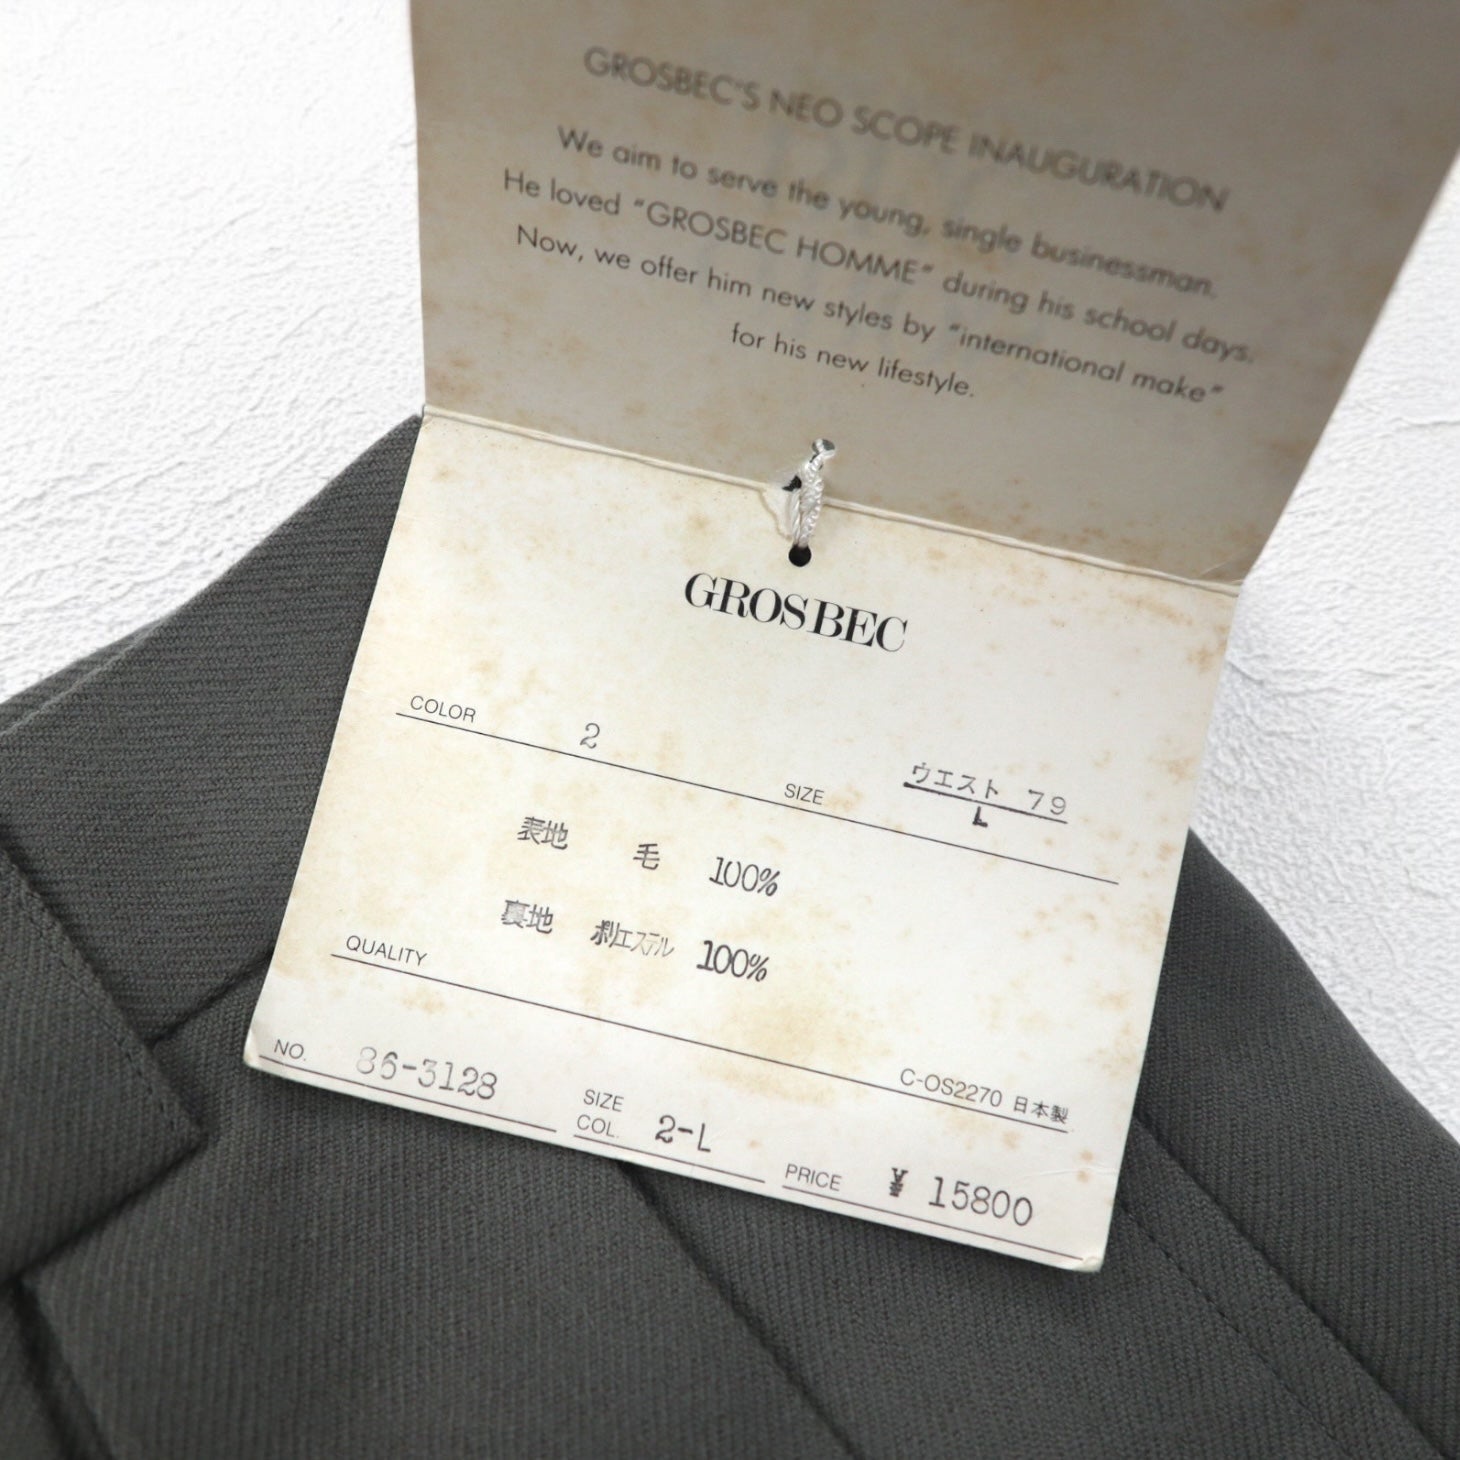 GROSBEC'S NEO SCOPE INAUGURATION
We aim to serve the young, single businessman.
He loved "GROSBEC HOMME" during his school days.
Now, we offer him new styles by "international make"
for his new lifestyle.
GROSBEC
COLOR 2
SIZE ウエスト 79
L
表地 毛 100%
裏地 ポリエステル 100%
QUALITY
C-OS2270 日本製
NO. 86-3128
SIZE
COL. 2-L
PRICE ¥ 15800